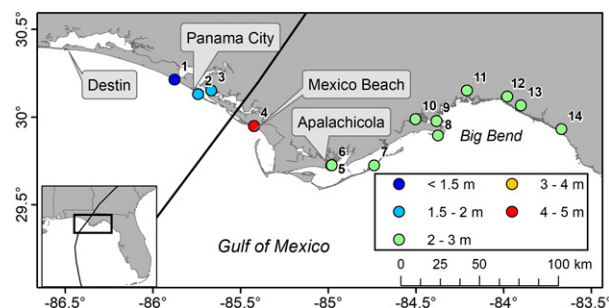 30.5
30
29.5
Panama City
Destin
Mexico Beach
Apalachicola
Big Bend
Gulf of Mexico
1
2
3
4
5
6
7
8
9
10
11
12
13
14
< 1.5 m
3 - 4 m
1.5 - 2 m
4 - 5 m
2 - 3 m
0 25 50 100 km
-86.5 -86 -85.5 -85 -84.5 -84 -83.5